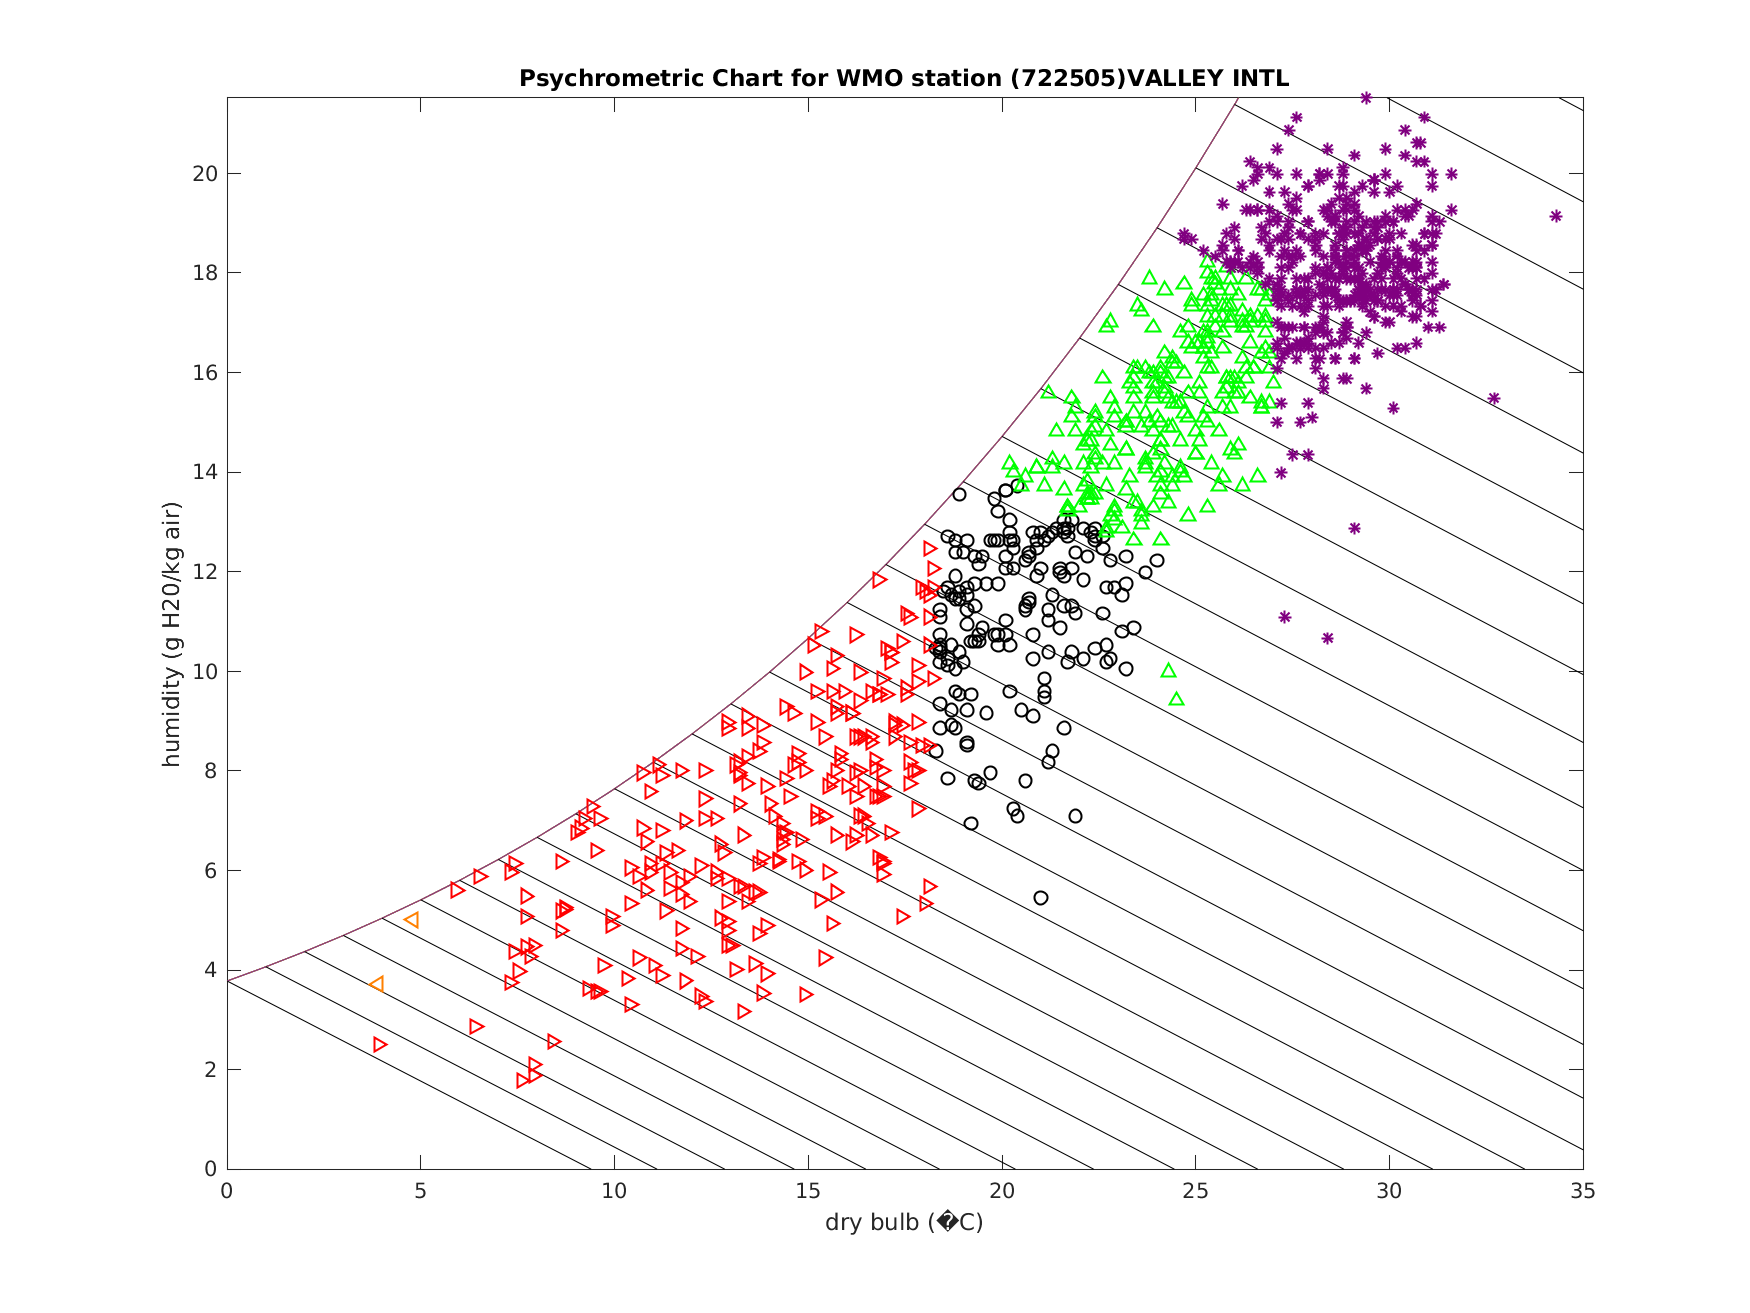 Psychrometric Chart for WMO station (722505)VALLEY INTL
humidity (g H20/kg air)
20
18
16
14
12
10
8
6
4
2
0
0 5 10 15 20 25 30 35
dry bulb (�C)